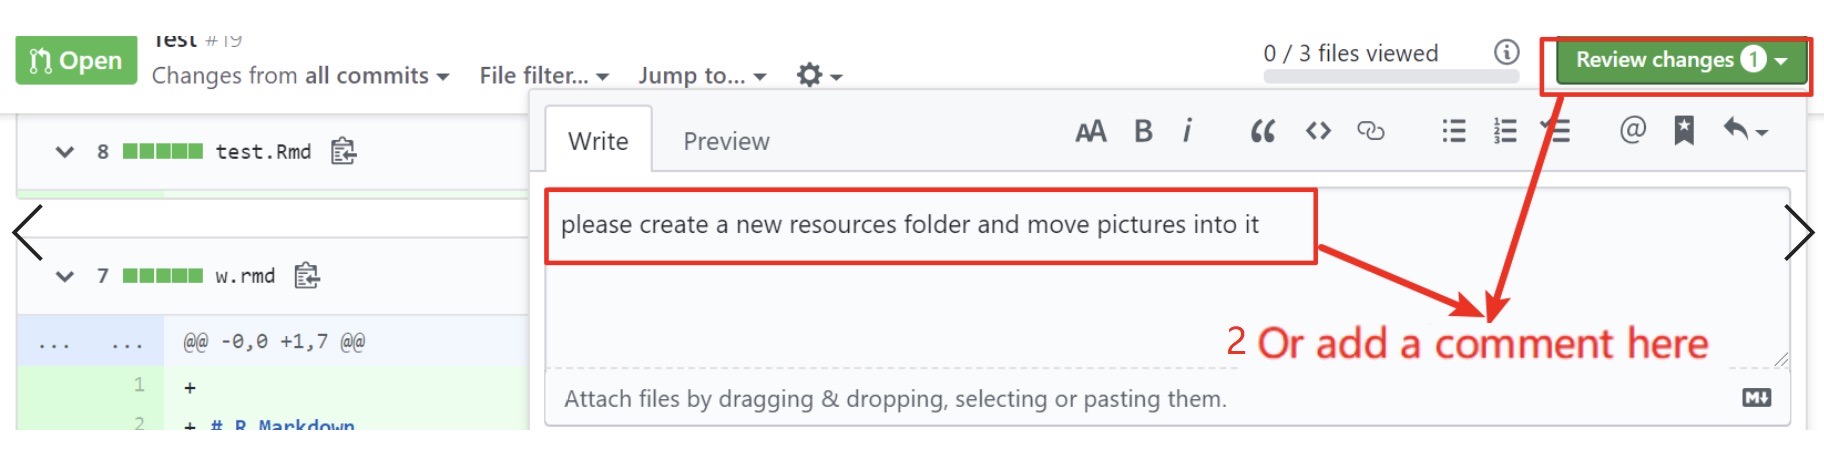 Test #19
Open
Changes from all commits
File filter...
Jump to...
0 / 3 files viewed
Review changes 1
8 test.Rmd
Write
Preview
AA B i
@
please create a new resources folder and move pictures into it
7 w.rmd
... ... @@ -0,0 +1,7 @@
2 Or add a comment here
1 +
Attach files by dragging & dropping, selecting or pasting them.
M
2 + # R Markdown